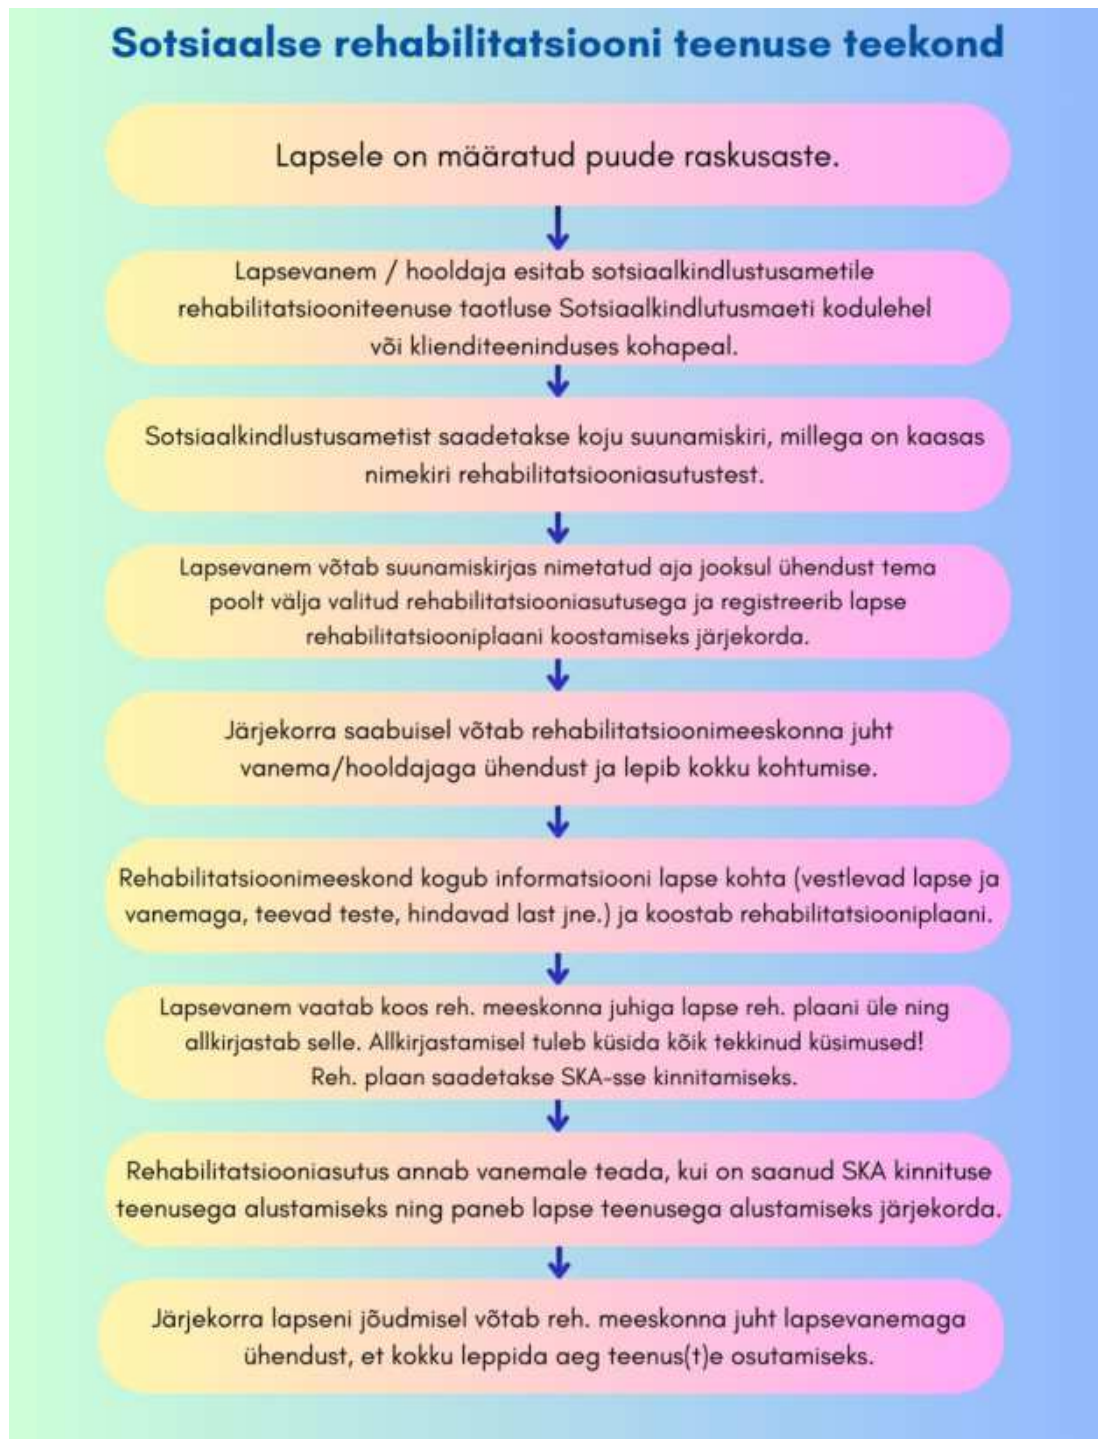 Sotsiaalse rehabilitatsiooni teenuse teekond
Lapsele on määratud puude raskusaste.
Lapsevanem / hooldaja esitab sotsiaalkindlustusametile
rehabilitatsiooniteenuse taotluse Sotsiaalkindlutusmaeti kodulehel
või klienditeeninduses kohapeal.
Sotsiaalkindlustusametist saadetakse koju suunamiskiri, millega on kaasas
nimekiri rehabilitatsiooniasutustest.
Lapsevanem võtab suunamiskirjas nimetatud aja jooksul ühendust tema
poolt välja valitud rehabilitatsiooniasutusega ja registreerib lapse
rehabilitatsiooniplaani koostamiseks järjekorda.
Järjekorra saabuisel võtab rehabilitatsioonimeeskonna juht
vanema/hooldajaga ühendust ja lepib kokku kohtumise.
Rehabilitatsioonimeeskond kogub informatsiooni lapse kohta (vestlevad lapse ja
vanemaga, teevad teste, hindavad last jne.) ja koostab rehabilitatsiooniplaani.
Lapsevanem vaatab koos reh. meeskonna juhiga lapse reh. plaani üle ning
allkirjastab selle. Allkirjastamisel tuleb küsida kõik tekkinud küsimused!
Reh. plaan saadetakse SKA-sse kinnitamiseks.
Rehabilitatsiooniasutus annab vanemale teada, kui on saanud SKA kinnituse
teenusega alustamiseks ning paneb lapse teenusega alustamiseks järjekorda.
Järjekorra lapseni jõudmisel võtab reh. meeskonna juht lapsevanemaga
ühendust, et kokku leppida aeg teenus(t)e osutamiseks.